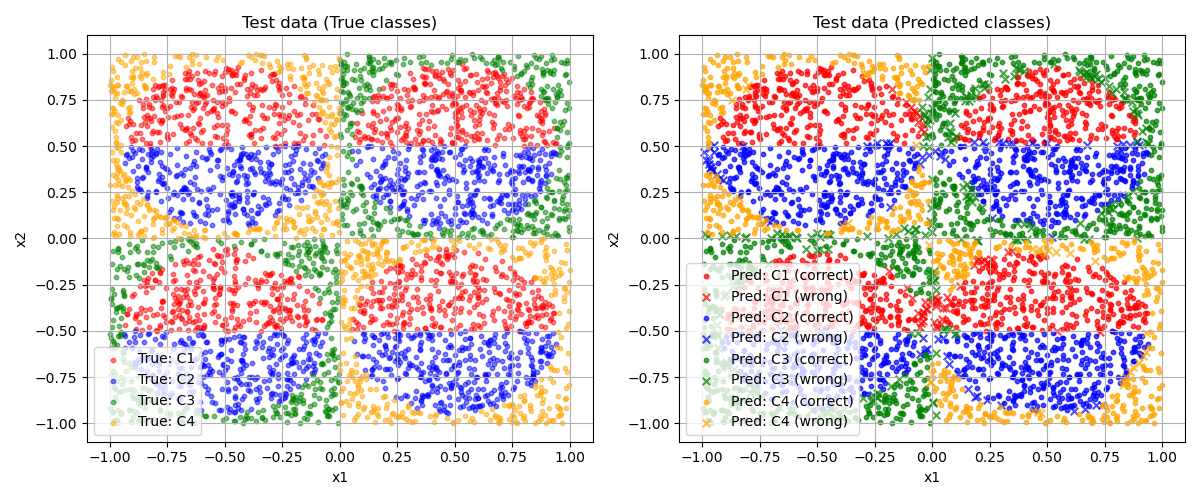 Test data (True classes)
x2
1.00
0.75
0.50
0.25
0.00
−0.25
−0.50
−0.75
−1.00
True: C1
True: C2
True: C3
True: C4
−1.00 −0.75 −0.50 −0.25 0.00 0.25 0.50 0.75 1.00
x1
Test data (Predicted classes)
x2
1.00
0.75
0.50
0.25
0.00
−0.25
−0.50
−0.75
−1.00
Pred: C1 (correct)
Pred: C1 (wrong)
Pred: C2 (correct)
Pred: C2 (wrong)
Pred: C3 (correct)
Pred: C3 (wrong)
Pred: C4 (correct)
Pred: C4 (wrong)
−1.00 −0.75 −0.50 −0.25 0.00 0.25 0.50 0.75 1.00
x1